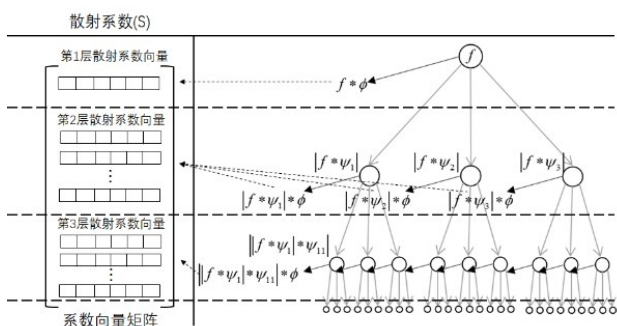 散射系数(S)
第1层散射系数向量
f
f*ϕ
第2层散射系数向量
|f*ψ₁|
|f*ψ₂|
|f*ψ₃|
⋮
|f*ψ₁|*ϕ
|f*ψ₂|*ϕ
|f*ψ₃|*ϕ
第3层散射系数向量
||f*ψ₁|*ψ₁₁|
||f*ψ₁|*ψ₁₁|*ϕ
⋮
系数向量矩阵